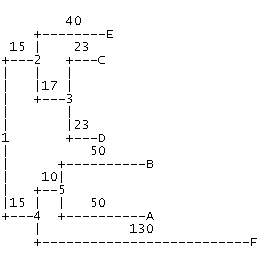 40
+--------E
15 | 23
+---2 +---C
| | |
| |17 |
| +---3
| |
| |23
1 +---D
| 50
| +-----------B
| 10|
| +--5
|15 | | 50
+---4 +-----------A
| 130
+----------------------------F